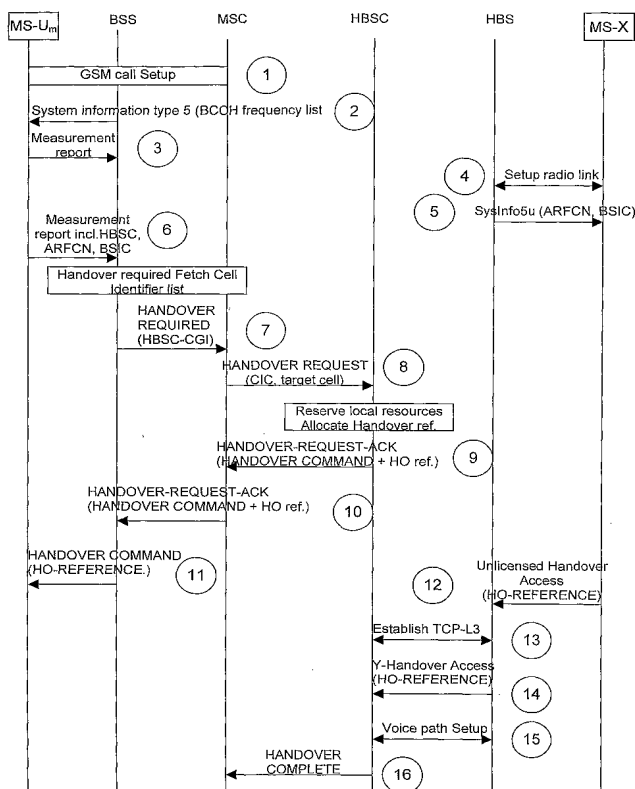 MS-Um
BSS
MSC
HBSC
HBS
MS-X
GSM call Setup
1
System information type 5 (BCCH frequency list
2
Measurement
report
3
4
Setup radio link
5
SysInfo5u (ARFCN, BSIC)
Measurement
report incl.HBSC,
ARFCN, BSIC
6
Handover required Fetch Cell
Identifier list
HANDOVER
REQUIRED
(HBSC-CGI)
7
HANDOVER REQUEST
(CIC, target cell)
8
Reserve local resources
Allocate Handover ref.
HANDOVER-REQUEST-ACK
(HANDOVER COMMAND + HO ref.)
9
HANDOVER-REQUEST-ACK
(HANDOVER COMMAND + HO ref.)
10
HANDOVER COMMAND
(HO-REFERENCE.)
11
12
Unlicensed Handover
Access
(HO-REFERENCE)
Establish TCP-L3
13
Y-Handover Access
(HO-REFERENCE)
14
Voice path Setup
15
HANDOVER
COMPLETE
16